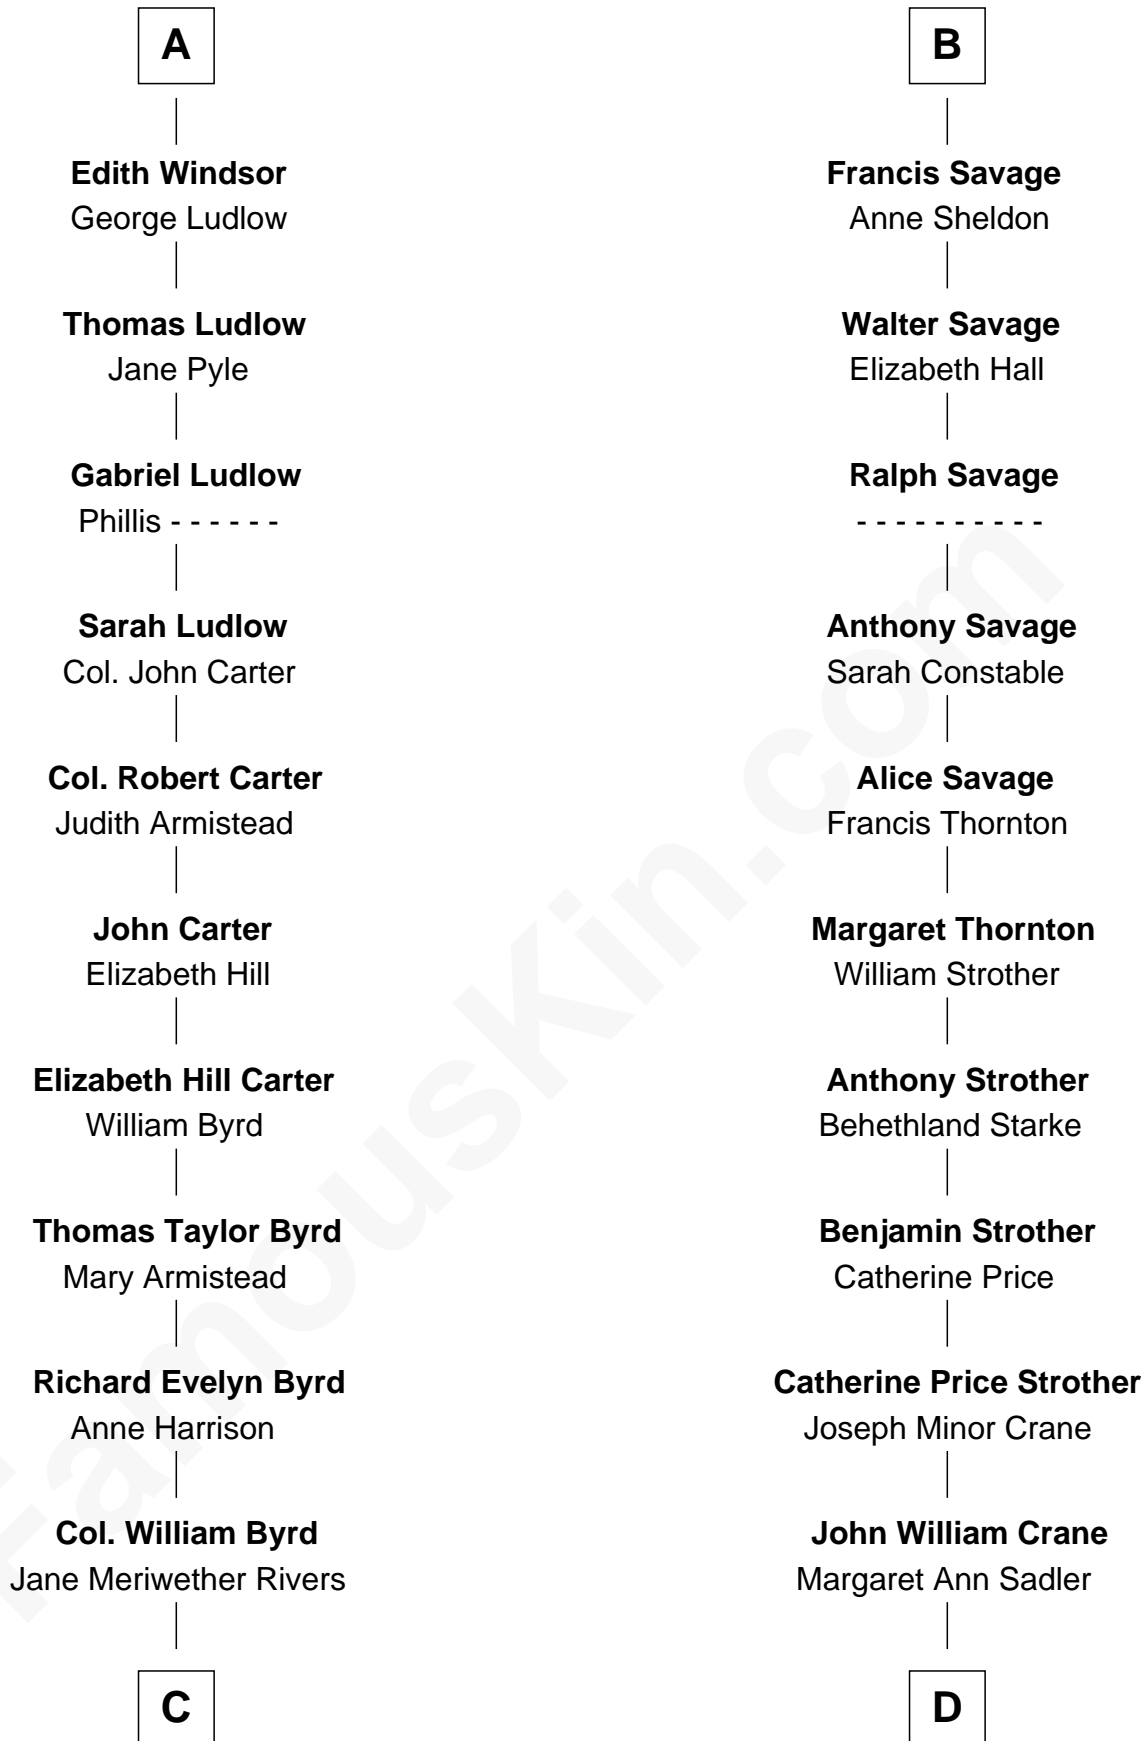 A
Edith Windsor
George Ludlow
Thomas Ludlow
Jane Pyle
Gabriel Ludlow
Phillis - - - - - -
Sarah Ludlow
Col. John Carter
Col. Robert Carter
Judith Armistead
John Carter
Elizabeth Hill
Elizabeth Hill Carter
William Byrd
Thomas Taylor Byrd
Mary Armistead
Richard Evelyn Byrd
Anne Harrison
Col. William Byrd
Jane Meriwether Rivers
C
B
Francis Savage
Anne Sheldon
Walter Savage
Elizabeth Hall
Ralph Savage
- - - - - - - - - -
Anthony Savage
Sarah Constable
Alice Savage
Francis Thornton
Margaret Thornton
William Strother
Anthony Strother
Behethland Starke
Benjamin Strother
Catherine Price
Catherine Price Strother
Joseph Minor Crane
John William Crane
Margaret Ann Sadler
D
FamousKin.com